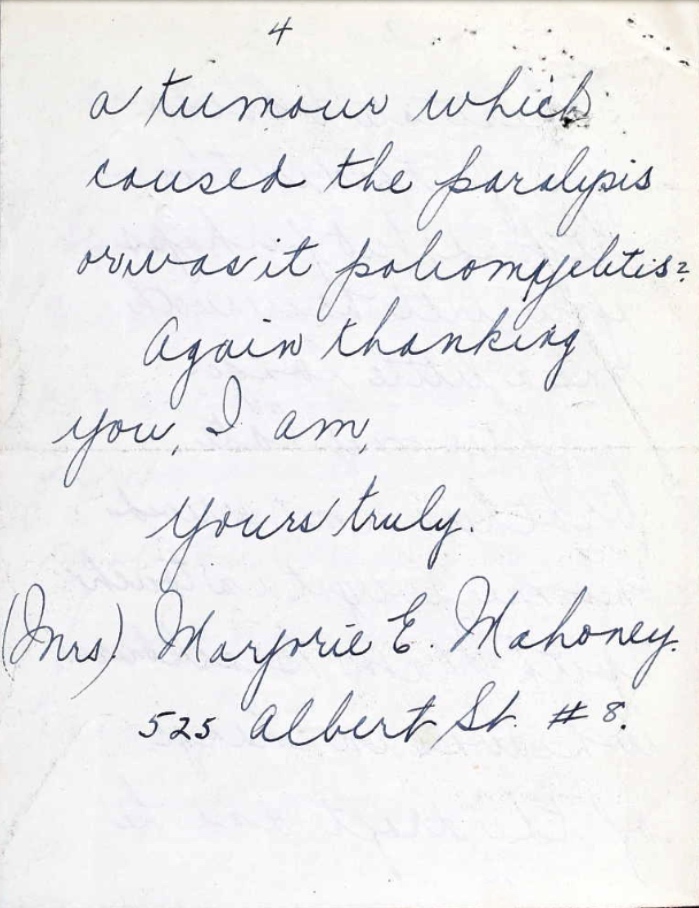 4
a tumour which
caused the paralysis
or was it poliomyelitis?
Again thanking
you, I am,
Yours truly.
(Mrs). Marjorie E. Mahoney.
525 Albert St. # 8.